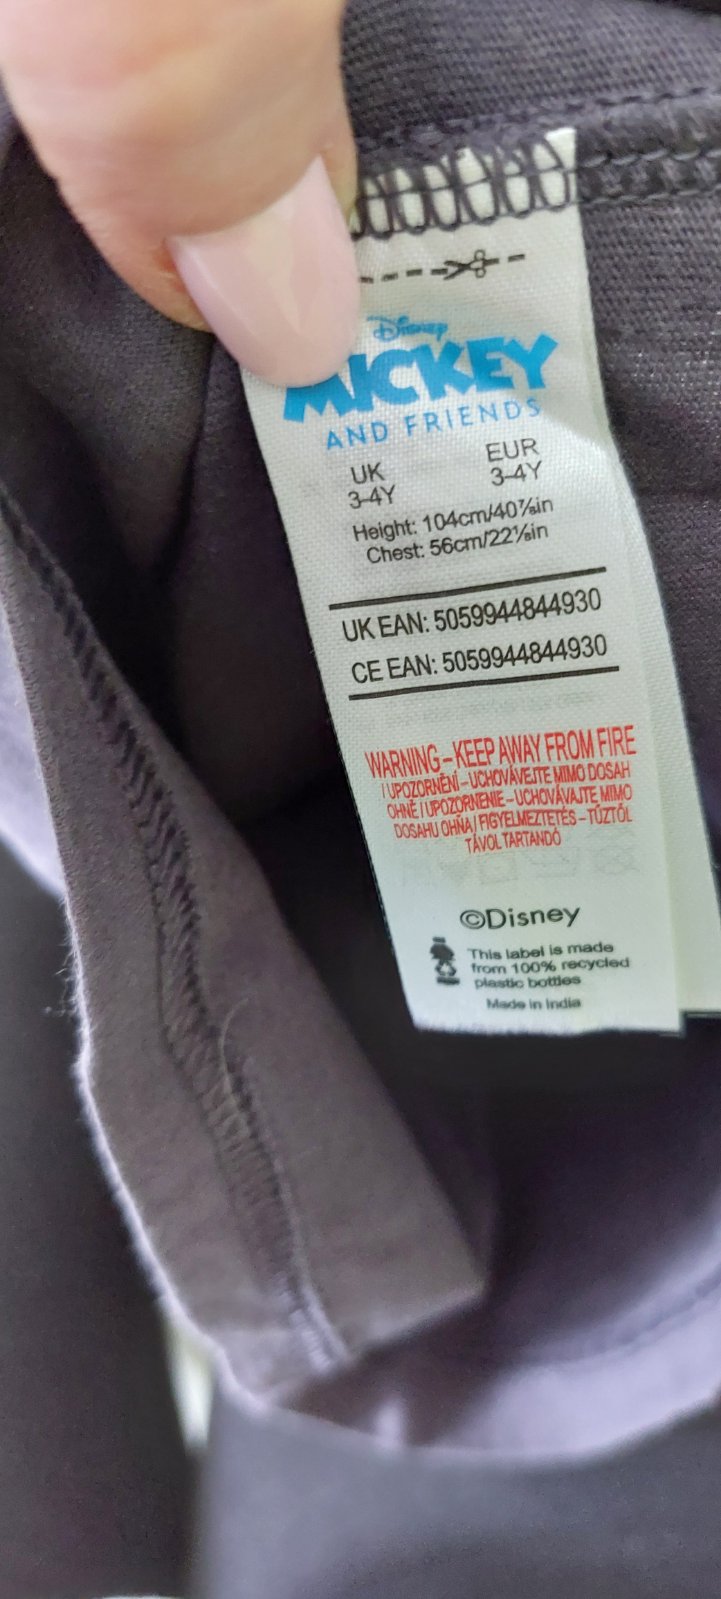 Disney
MICKEY
AND FRIENDS
UK EUR
3-4Y 3-4Y
Height: 104cm/40⅞in
Chest: 56cm/22⅛in
UK EAN: 5059944844930
CE EAN: 5059944844930
WARNING – KEEP AWAY FROM FIRE
/ UPOZORNĚNÍ – UCHOVÁVEJTE MIMO DOSAH
OHNĚ / UPOZORNENIE – UCHOVÁVAJTE MIMO
DOSAHU OHŇA / FIGYELMEZTETÉS – TŰZTŐL
TÁVOL TARTANDÓ
©Disney
This label is made
from 100% recycled
plastic bottles
Made in India